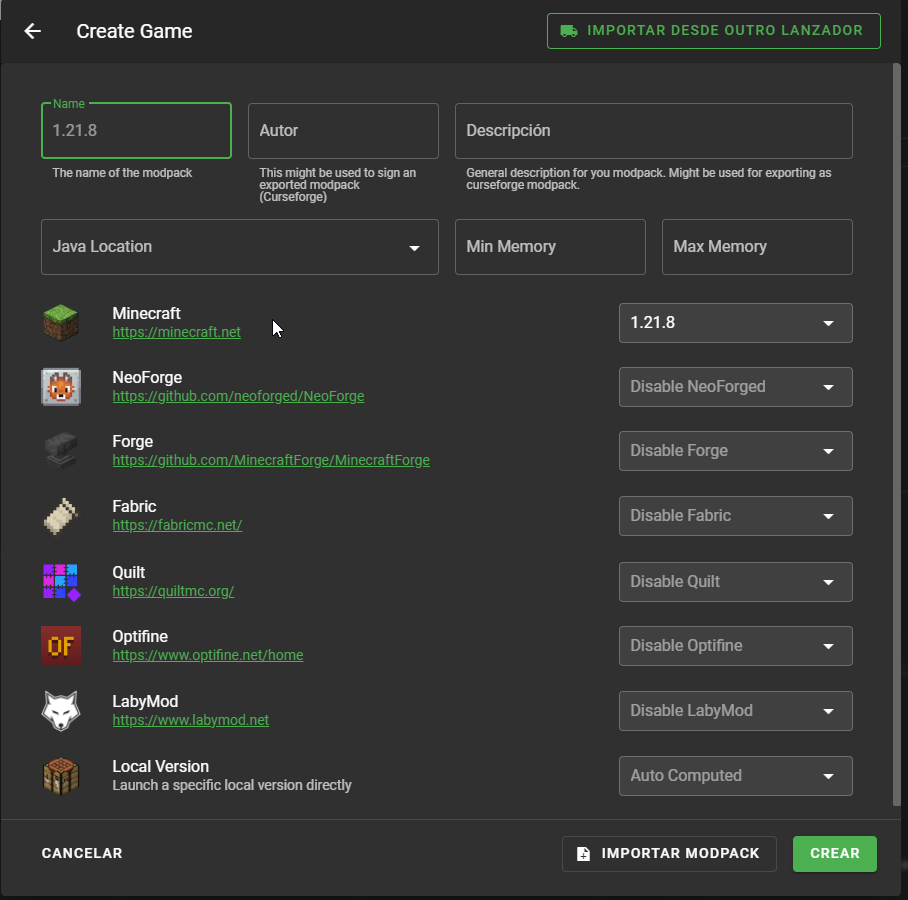 Create Game
IMPORTAR DESDE OUTRO LANZADOR
Name
1.21.8
Autor
Descripción
The name of the modpack
This might be used to sign an
exported modpack
(Curseforge)
General description for you modpack. Might be used for exporting as
curseforge modpack.
Java Location
Min Memory
Max Memory
Minecraft
https://minecraft.net
1.21.8
NeoForge
https://github.com/neoforged/NeoForge
Disable NeoForged
Forge
https://github.com/MinecraftForge/MinecraftForge
Disable Forge
Fabric
https://fabricmc.net/
Disable Fabric
Quilt
https://quiltmc.org/
Disable Quilt
OF
Optifine
https://www.optifine.net/home
Disable Optifine
LabyMod
https://www.labymod.net
Disable LabyMod
Local Version
Launch a specific local version directly
Auto Computed
CANCELAR
IMPORTAR MODPACK
CREAR